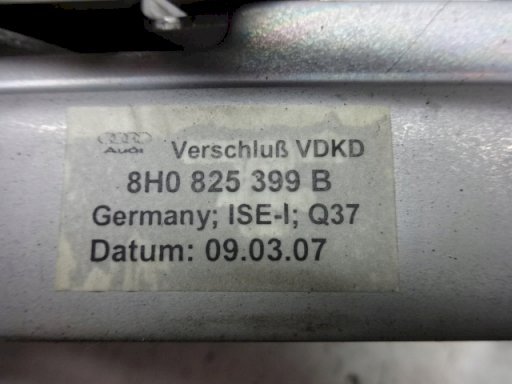 Audi Verschluß VDKD
8H0 825 399 B
Germany; ISE-I; Q37
Datum: 09.03.07